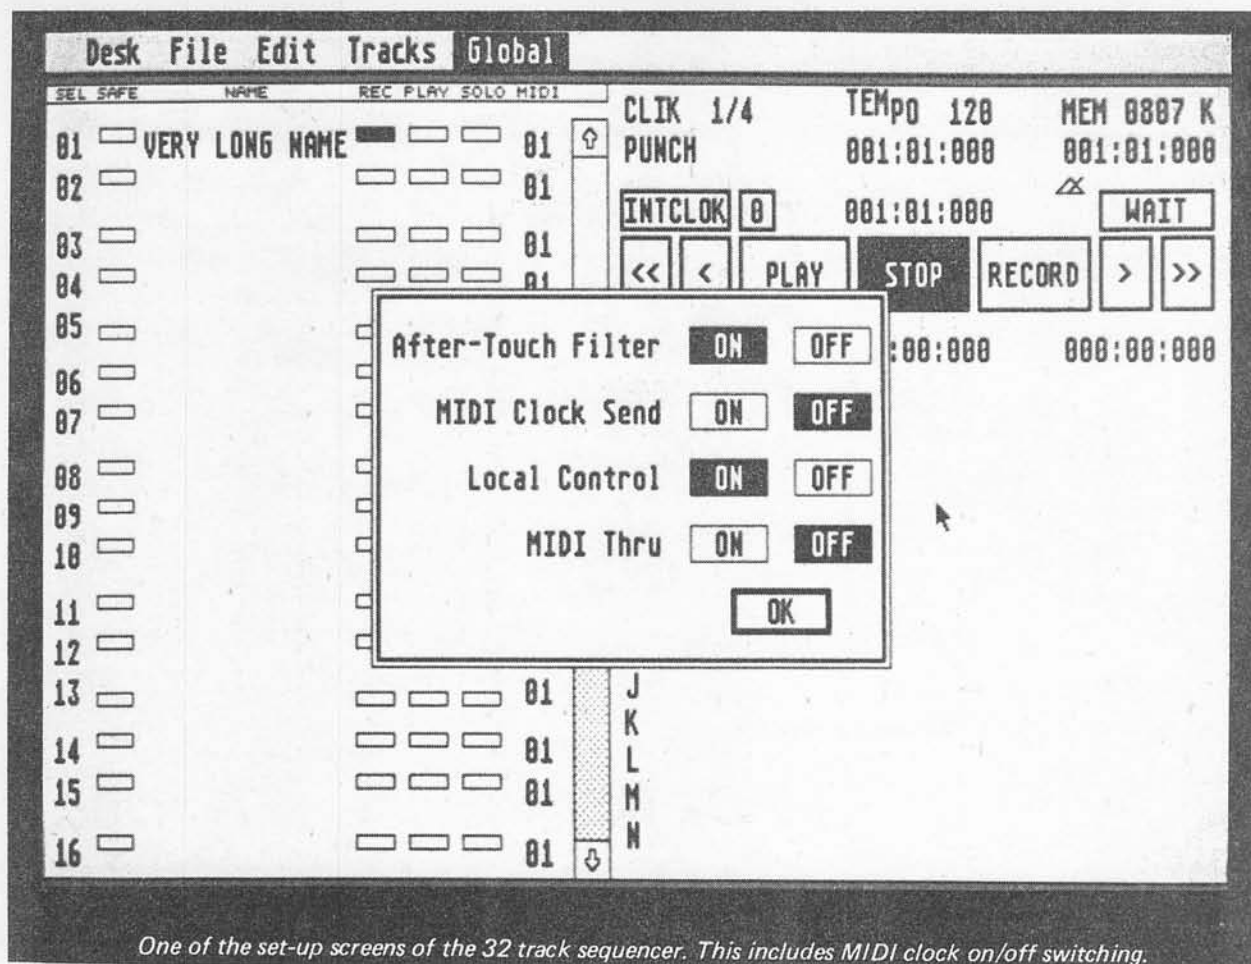 Desk File Edit Tracks Global
SEL SAFE NAME REC PLAY SOLO MIDI
01 VERY LONG NAME 01
02 01
03 01
04 01
05
06
07
08
09
10
11
12
13 01
14 01
15 01
16 01
CLIK 1/4 TEMPO 120 MEM 0807 K
PUNCH 001:01:000 001:01:000
INTCLOK 0 001:01:000 WAIT
<< < PLAY STOP RECORD > >>
:00:000 000:00:000
After-Touch Filter ON OFF
MIDI Clock Send ON OFF
Local Control ON OFF
MIDI Thru ON OFF
OK
J
K
L
M
N
One of the set-up screens of the 32 track sequencer. This includes MIDI clock on/off switching.